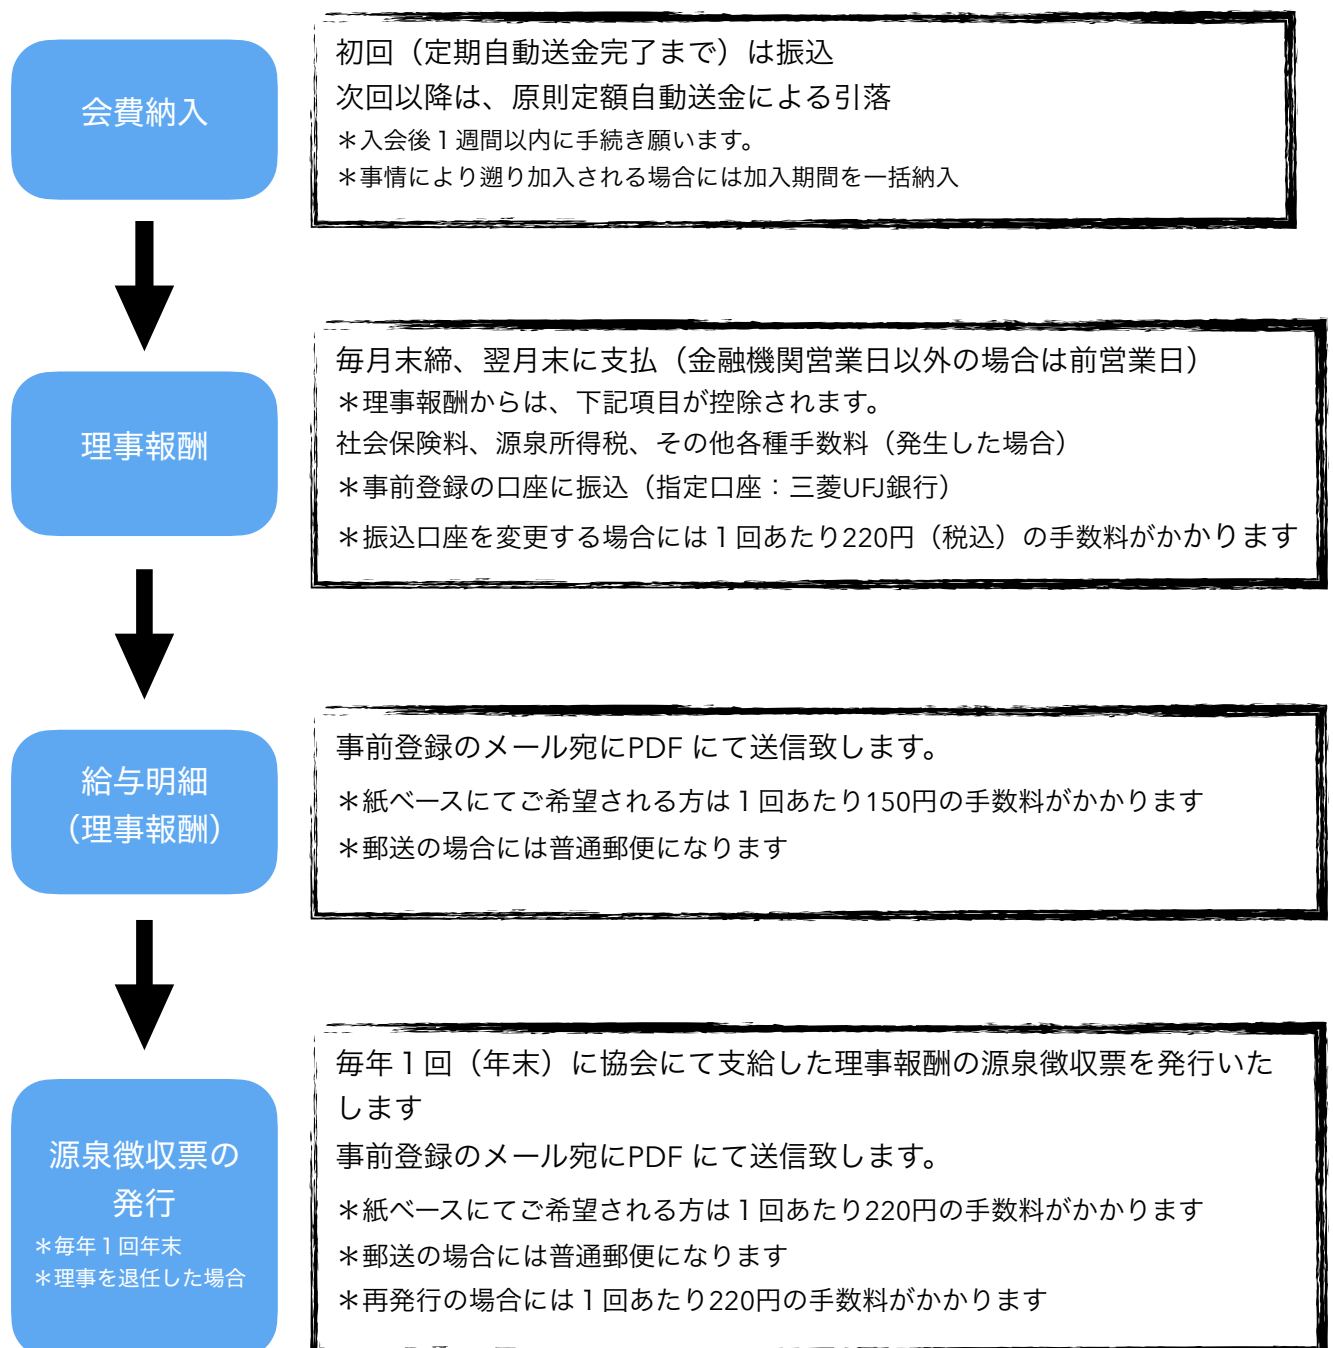 会費納入
初回（定期自動送金完了まで）は振込
次回以降は、原則定額自動送金による引落
＊入会後１週間以内に手続き願います。
＊事情により遡り加入される場合には加入期間を一括納入
理事報酬
毎月末締、翌月末に支払（金融機関営業日以外の場合は前営業日）
＊理事報酬からは、下記項目が控除されます。
社会保険料、源泉所得税、その他各種手数料（発生した場合）
＊事前登録の口座に振込（指定口座：三菱UFJ銀行）
＊振込口座を変更する場合には１回あたり220円（税込）の手数料がかかります
給与明細
（理事報酬）
事前登録のメール宛にPDF にて送信致します。
＊紙ベースにてご希望される方は１回あたり150円の手数料がかかります
＊郵送の場合には普通郵便になります
源泉徴収票の
発行
＊毎年１回年末
＊理事を退任した場合
毎年１回（年末）に協会にて支給した理事報酬の源泉徴収票を発行いた
します
事前登録のメール宛にPDF にて送信致します。
＊紙ベースにてご希望される方は１回あたり220円の手数料がかかります
＊郵送の場合には普通郵便になります
＊再発行の場合には１回あたり220円の手数料がかかります